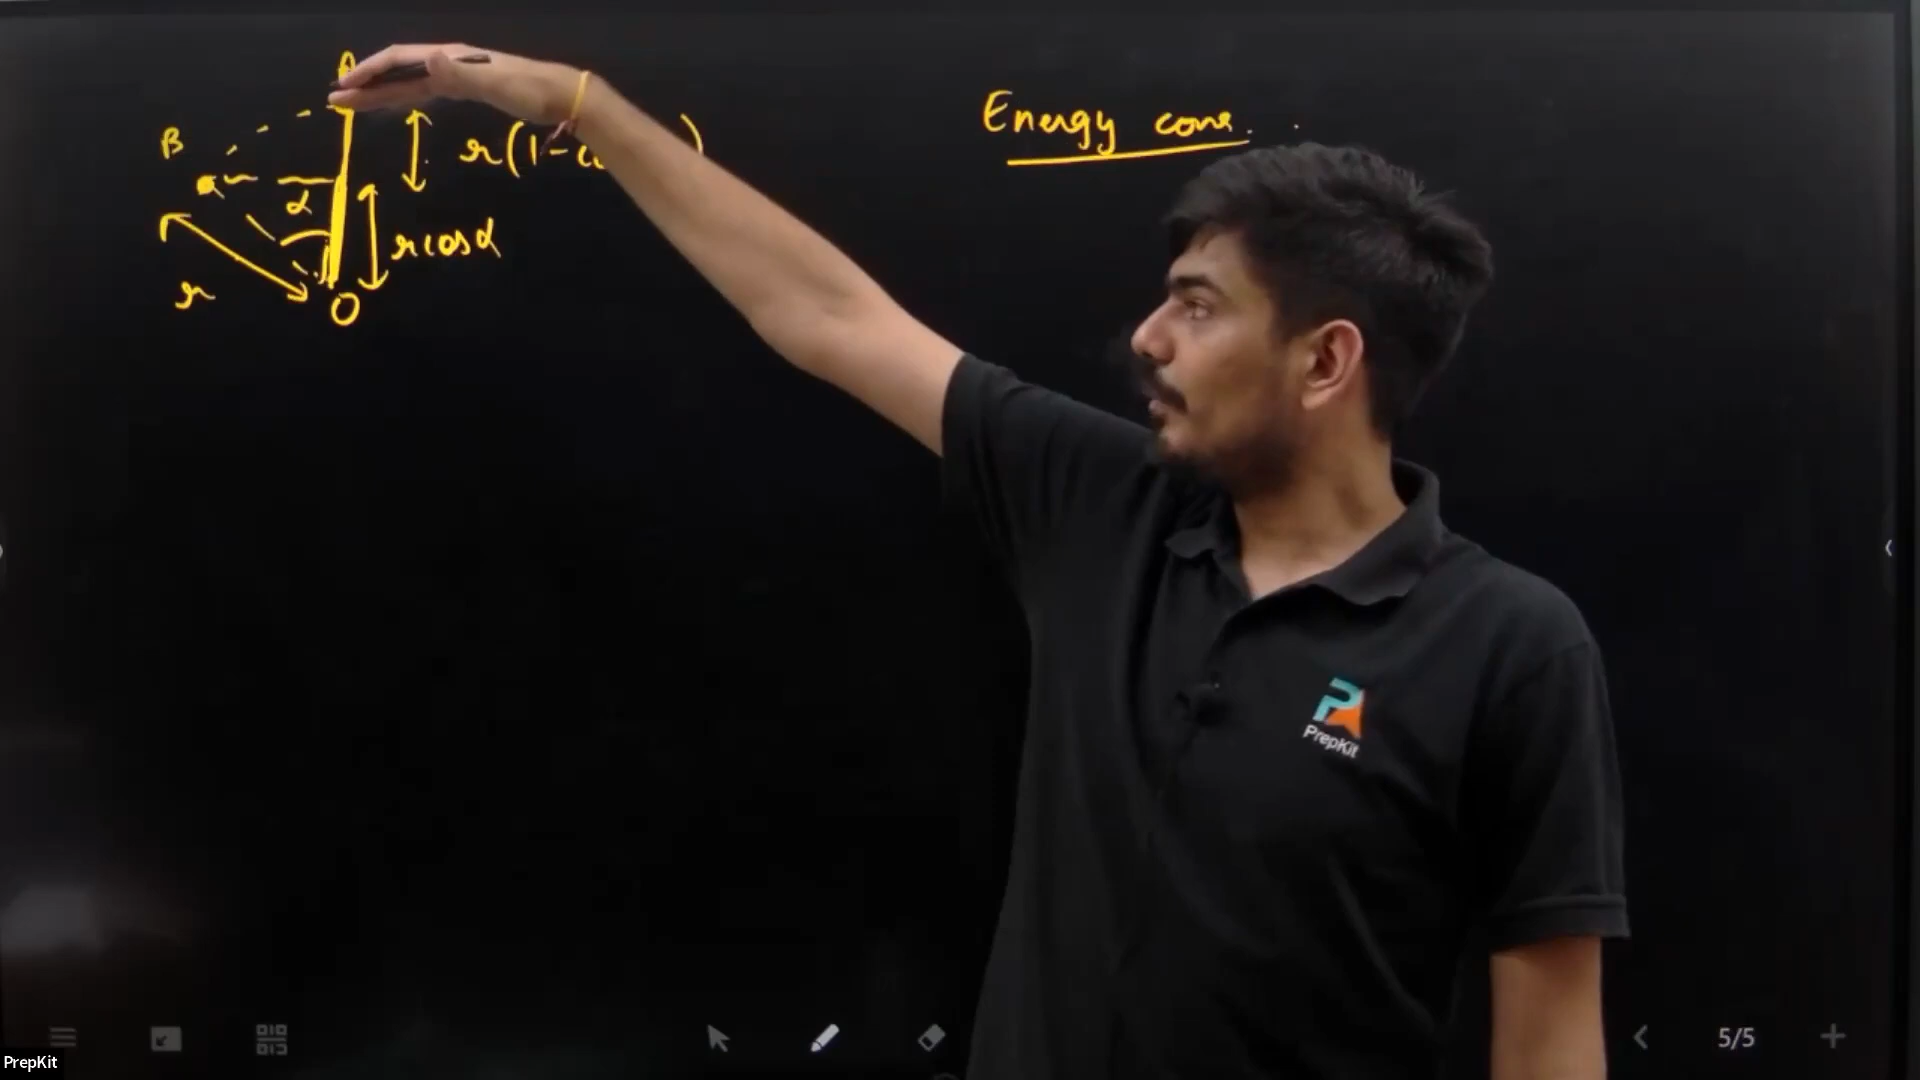 A
B
r(1-
α
r cos α
r
O
Energy cons.
PrepKit
5/5
PrepKit